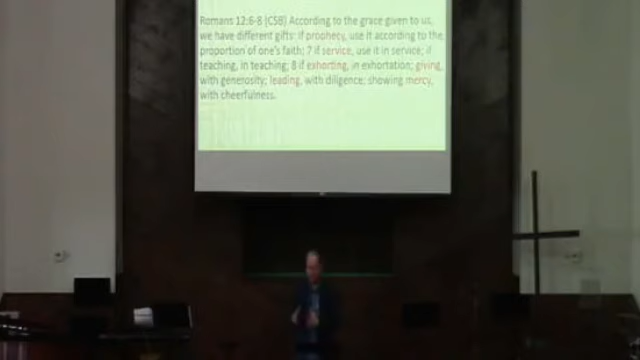 Romans 12:6-8 (CSB) According to the grace given to us,
we have different gifts: If prophecy, use it according to the
proportion of one's faith; 7 if service, use it in service; if
teaching, in teaching; 8 if exhorting, in exhortation; giving,
with generosity; leading, with diligence; showing mercy,
with cheerfulness.